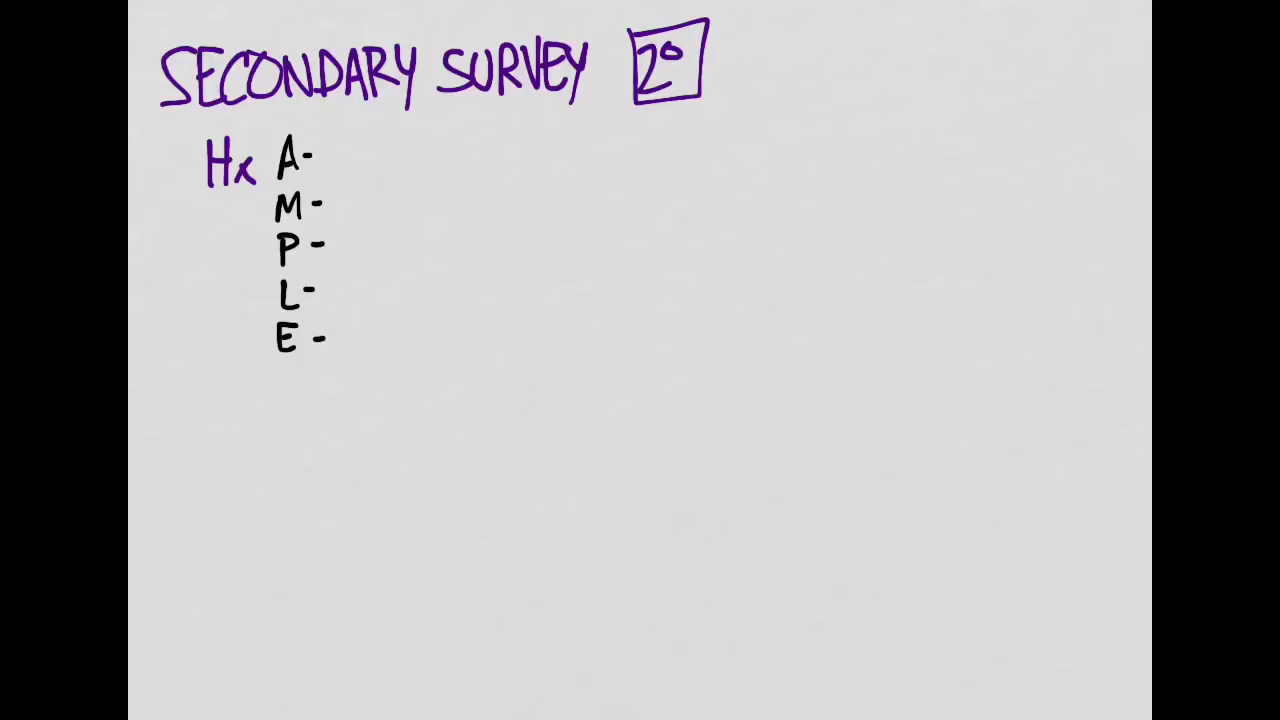 SECONDARY SURVEY 2°
Hx A-
M -
P -
L -
E -